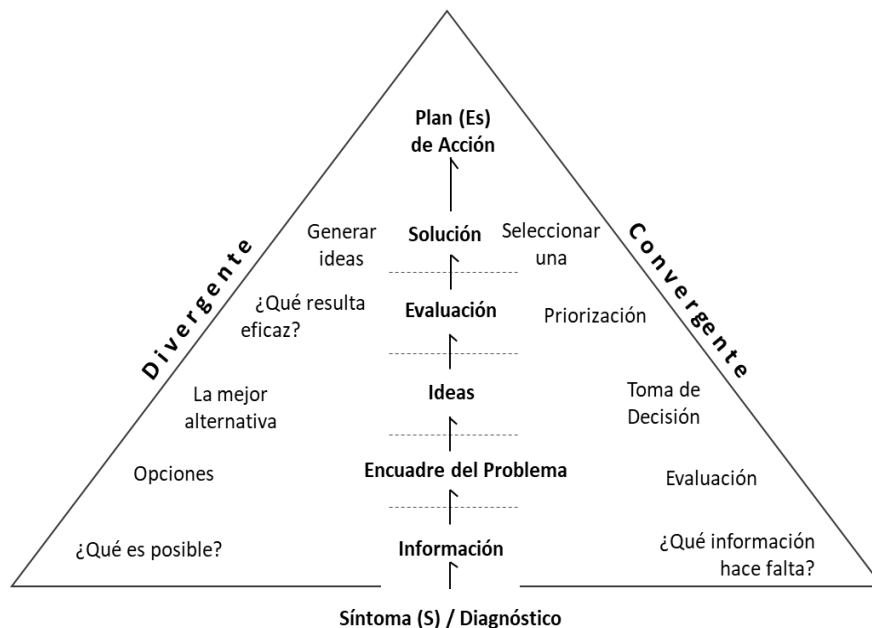 Plan (Es)
de Acción
Generar
ideas
Solución
Seleccionar
una
Divergente
Convergente
¿Qué resulta
eficaz?
Evaluación
Priorización
La mejor
alternativa
Ideas
Toma de
Decisión
Opciones
Encuadre del Problema
Evaluación
¿Qué es posible?
Información
¿Qué información
hace falta?
Síntoma (S) / Diagnóstico